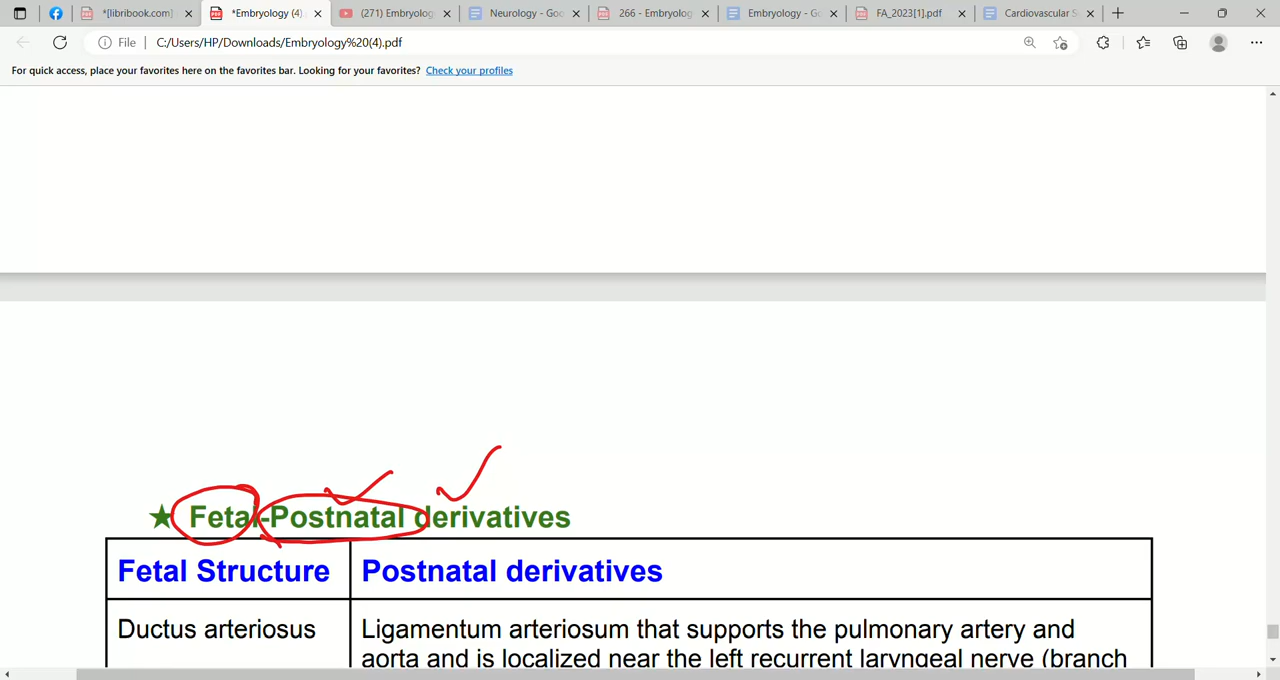 *[libribook.com]
*Embryology (4)
(271) Embryolog
Neurology - Goo
266 - Embryolog
Embryology - Go
FA_2023[1].pdf
Cardiovascular S
File
C:/Users/HP/Downloads/Embryology%20(4).pdf
For quick access, place your favorites here on the favorites bar. Looking for your favorites? Check your profiles
★ Fetal-Postnatal derivatives
Fetal Structure
Postnatal derivatives
Ductus arteriosus
Ligamentum arteriosum that supports the pulmonary artery and
aorta and is localized near the left recurrent laryngeal nerve (branch